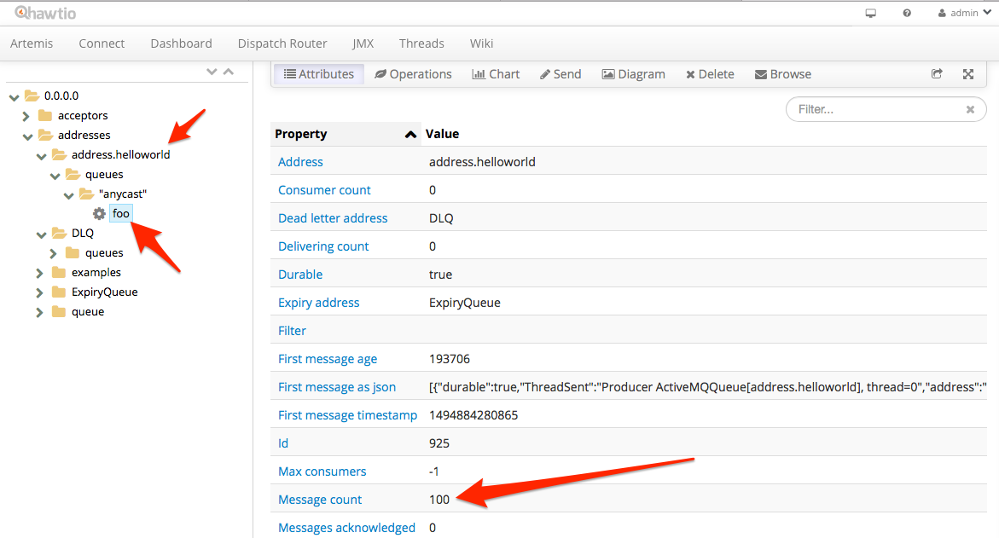 hawtio
admin
Artemis Connect Dashboard Dispatch Router JMX Threads Wiki
Attributes Operations Chart Send Diagram Delete Browse
Filter...
0.0.0.0
acceptors
addresses
address.helloworld
queues
"anycast"
foo
DLQ
queues
examples
ExpiryQueue
queue
Property Value
Address address.helloworld
Consumer count 0
Dead letter address DLQ
Delivering count 0
Durable true
Expiry address ExpiryQueue
Filter
First message age 193706
First message as json [{"durable":true,"ThreadSent":"Producer ActiveMQQueue[address.helloworld], thread=0","address":"
First message timestamp 1494884280865
Id 925
Max consumers -1
Message count 100
Messages acknowledged 0